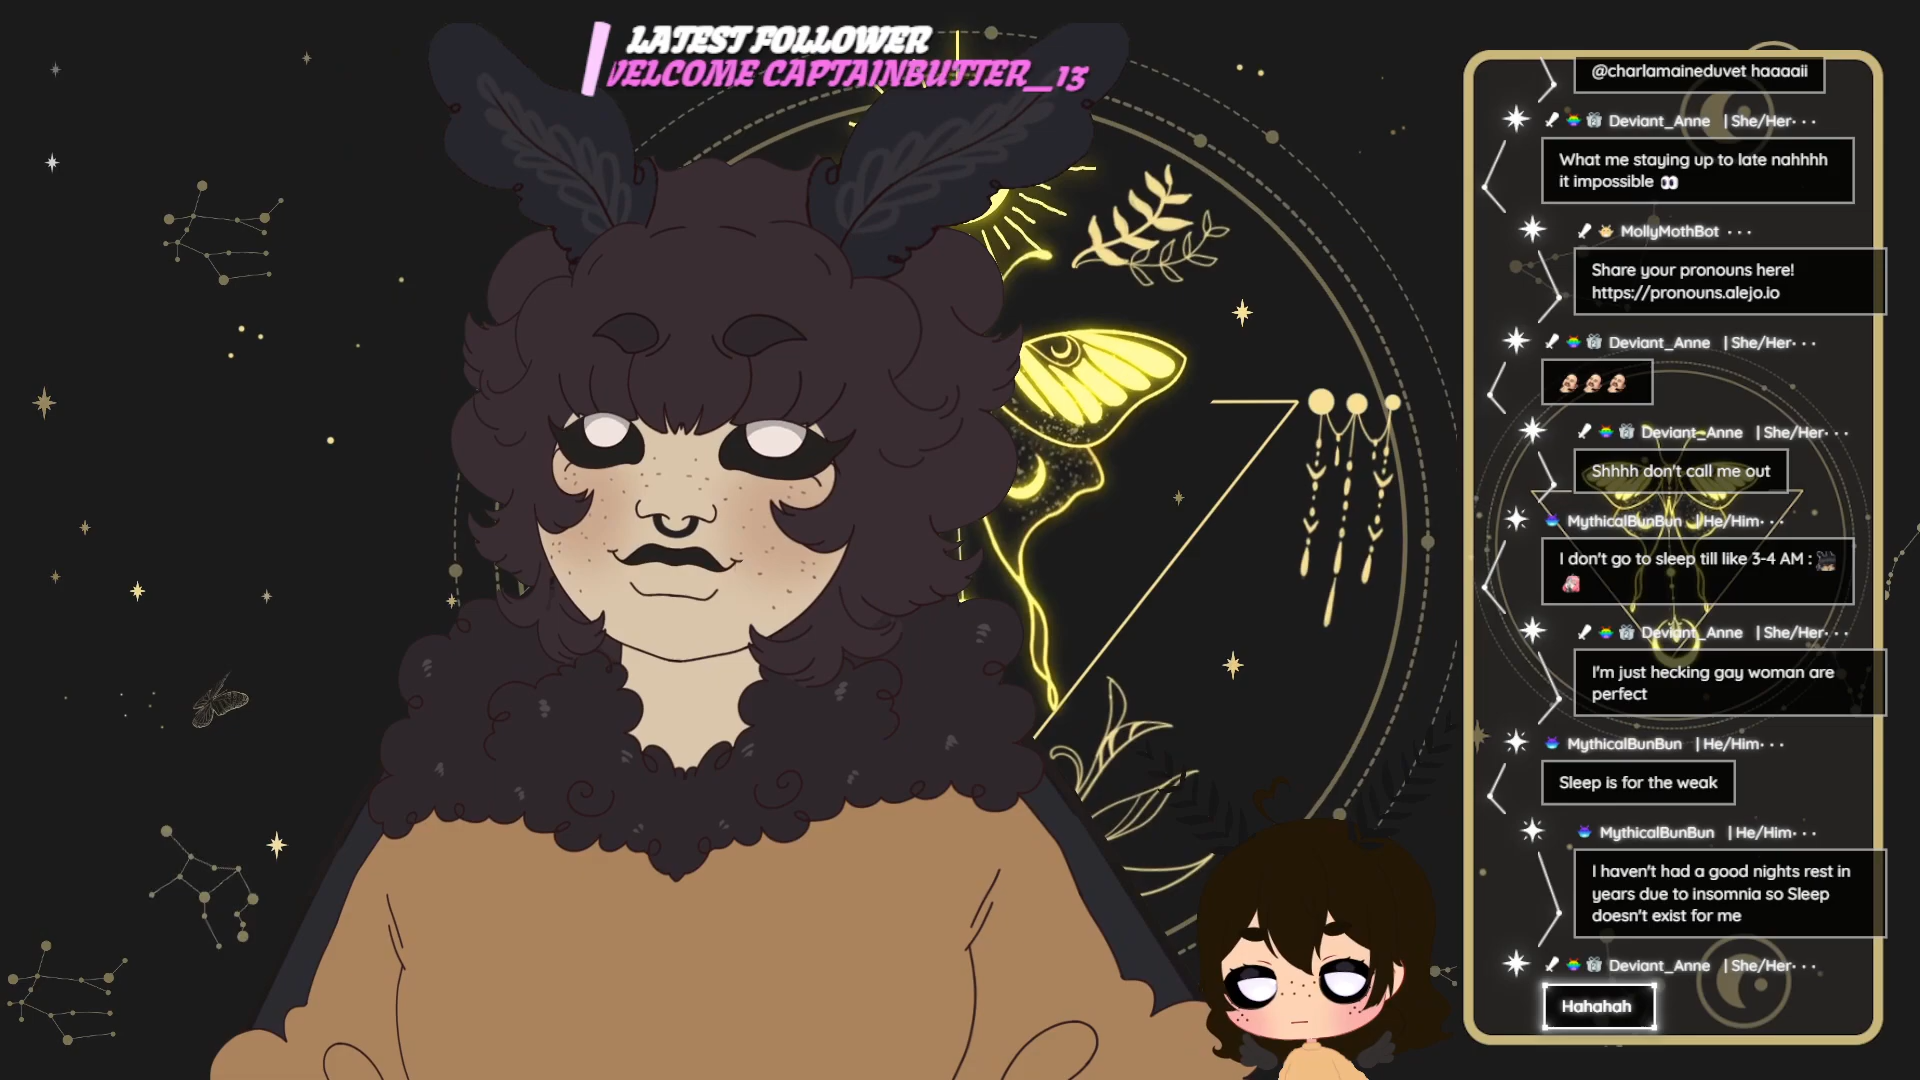 LATEST FOLLOWER
WELCOME CAPTAINBUTTER_13
@charlamaineduvet haaaaii
Deviant_Anne | She/Her···
What me staying up to late nahhhh
it impossible 👀
MollyMothBot ···
Share your pronouns here!
https://pronouns.alejo.io
Deviant_Anne | She/Her···
Deviant_Anne | She/Her···
Shhhh don't call me out
MythicalBunBun | He/Him···
I don't go to sleep till like 3-4 AM :
Deviant_Anne | She/Her···
I'm just hecking gay woman are
perfect
MythicalBunBun | He/Him···
Sleep is for the weak
MythicalBunBun | He/Him···
I haven't had a good nights rest in
years due to insomnia so Sleep
doesn't exist for me
Deviant_Anne | She/Her···
Hahahah